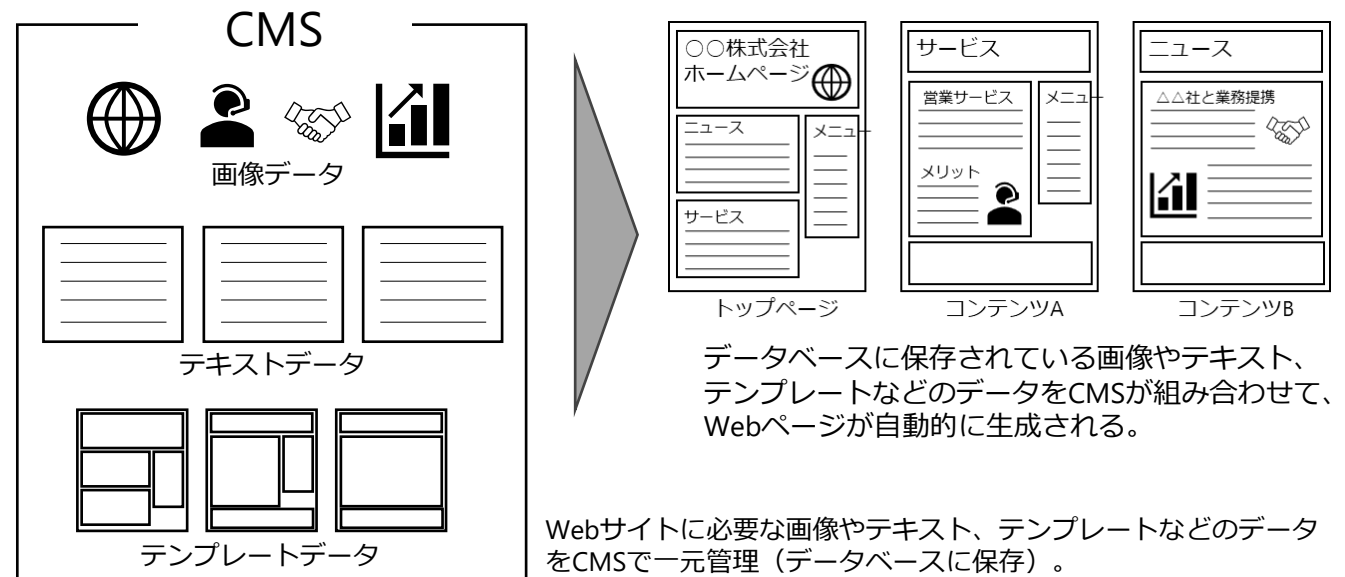 CMS
画像データ
テキストデータ
テンプレートデータ
○○株式会社
ホームページ
ニュース
メニュー
サービス
トップページ
サービス
営業サービス
メニュー
メリット
コンテンツA
ニュース
△△社と業務提携
コンテンツB
データベースに保存されている画像やテキスト、
テンプレートなどのデータをCMSが組み合わせて、
Webページが自動的に生成される。
Webサイトに必要な画像やテキスト、テンプレートなどのデータ
をCMSで一元管理（データベースに保存）。